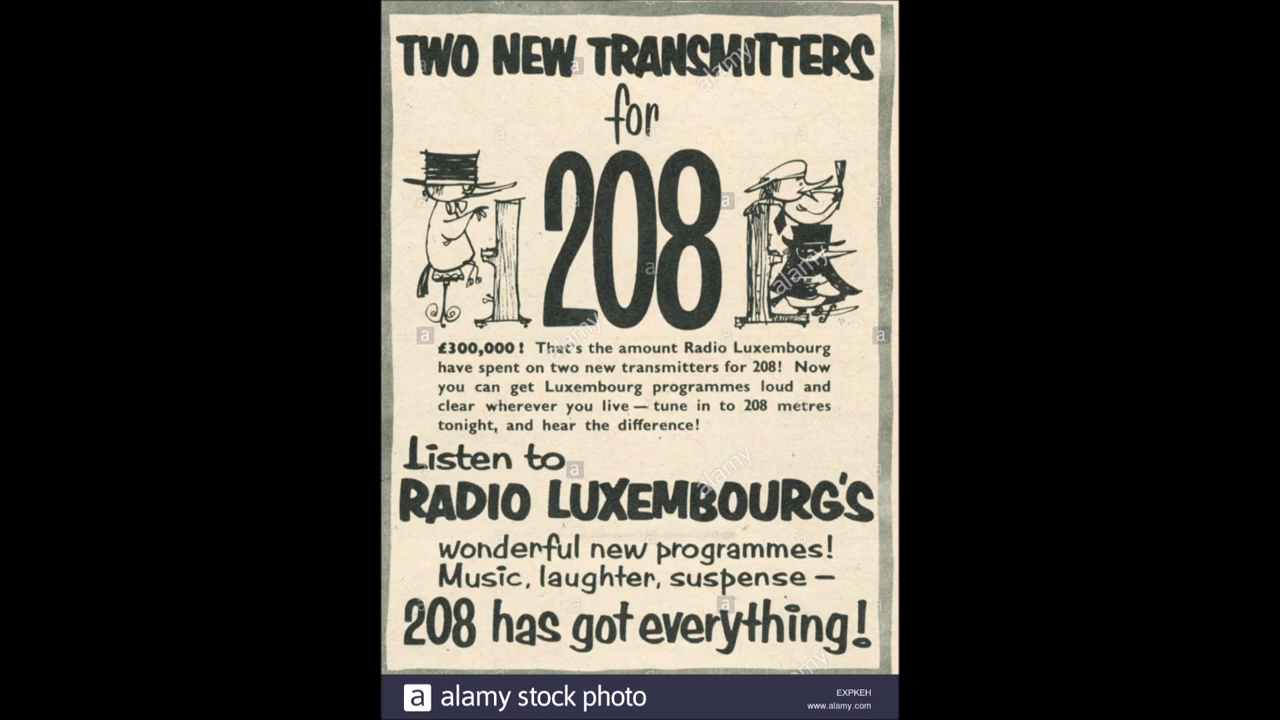 TWO NEW TRANSMITTERS
for
208
£300,000! That's the amount Radio Luxembourg
have spent on two new transmitters for 208! Now
you can get Luxembourg programmes loud and
clear wherever you live — tune in to 208 metres
tonight, and hear the difference!
Listen to
RADIO LUXEMBOURG'S
wonderful new programmes!
Music, laughter, suspense —
208 has got everything!
a alamy stock photo
EXPKEH
www.alamy.com